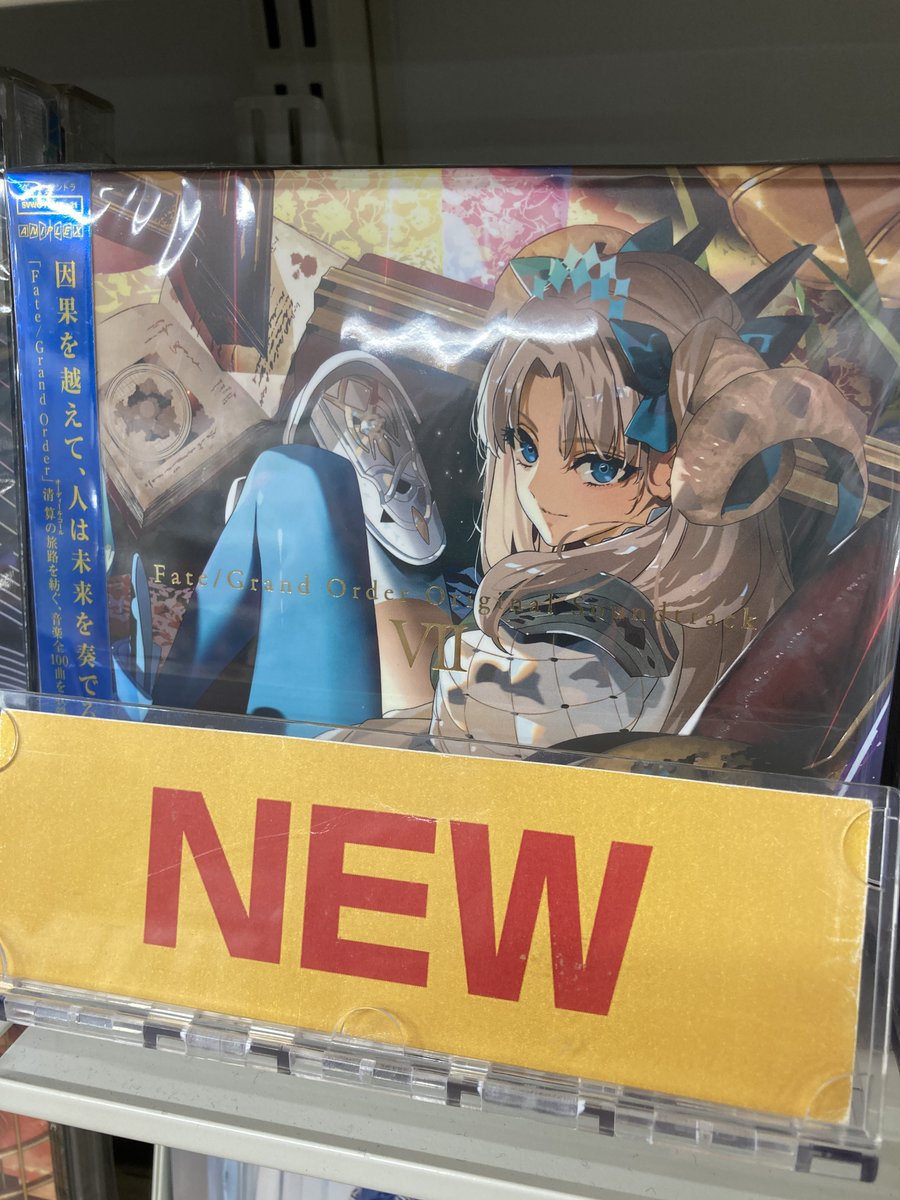 ANIPLEX
因果を越えて、人は未来を奏でる
「Fate/Grand Order」清算の旅路を紡ぐ、音楽全100曲を
オーディール・コール
Fate/Grand Order Original Soundtrack
VII
NEW